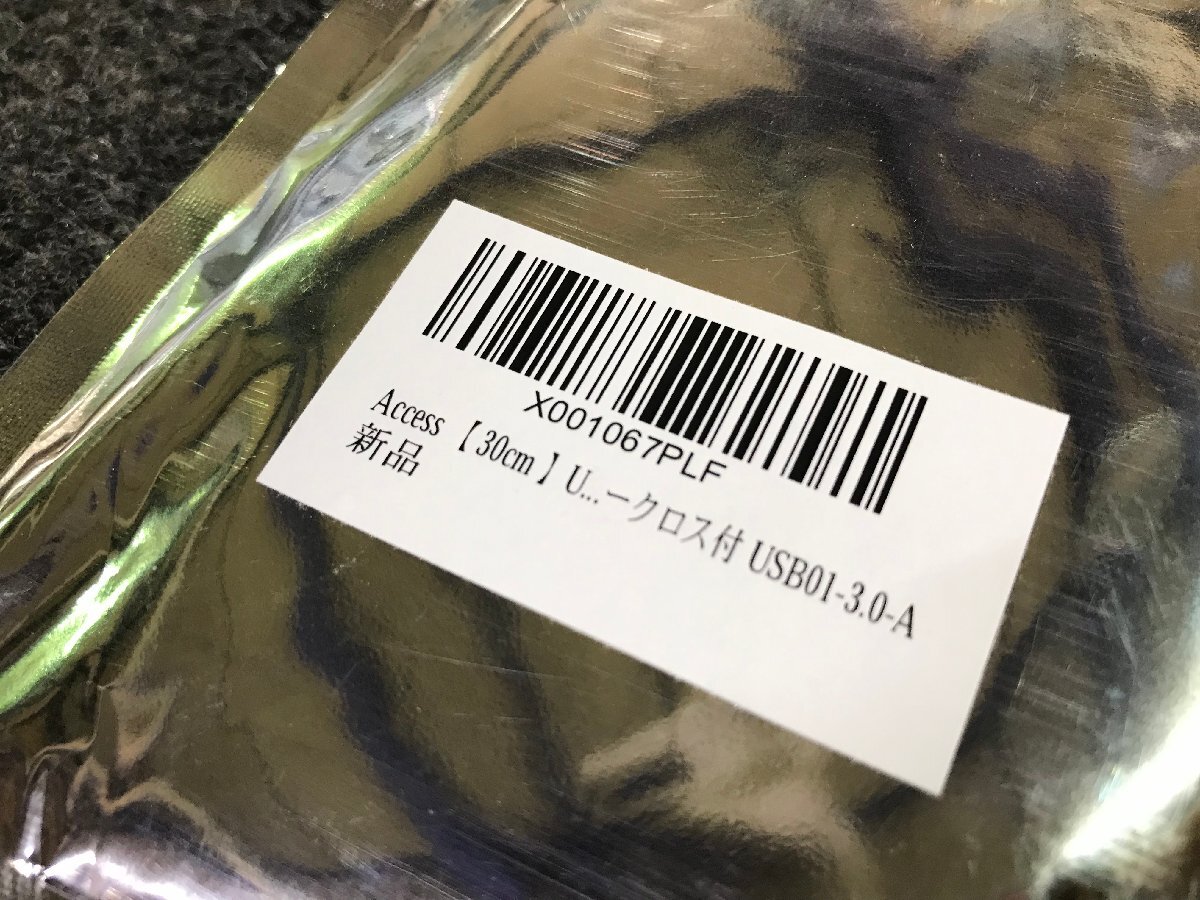 X001067PLF
Access 【 30cm 】 U...ークロス付 USB01-3.0-A
新品